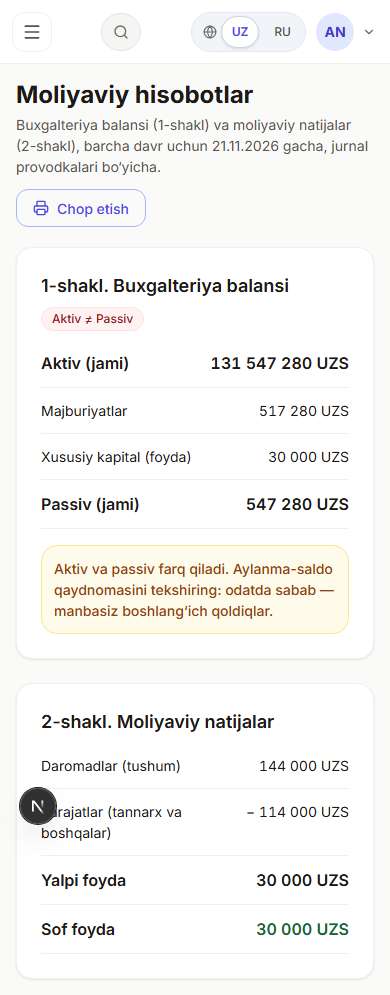 UZ RU AN
Moliyaviy hisobotlar
Buxgalteriya balansi (1-shakl) va moliyaviy natijalar
(2-shakl), barcha davr uchun 21.11.2026 gacha, jurnal
provodkalari bo‘yicha.
Chop etish
1-shakl. Buxgalteriya balansi
Aktiv ≠ Passiv
Aktiv (jami) 131 547 280 UZS
Majburiyatlar 517 280 UZS
Xususiy kapital (foyda) 30 000 UZS
Passiv (jami) 547 280 UZS
Aktiv va passiv farq qiladi. Aylanma-saldo
qaydnomasini tekshiring: odatda sabab —
manbasiz boshlang‘ich qoldiqlar.
2-shakl. Moliyaviy natijalar
Daromadlar (tushum) 144 000 UZS
N
(tannarx va − 114 000 UZS
boshqalar)
Yalpi foyda 30 000 UZS
Sof foyda 30 000 UZS